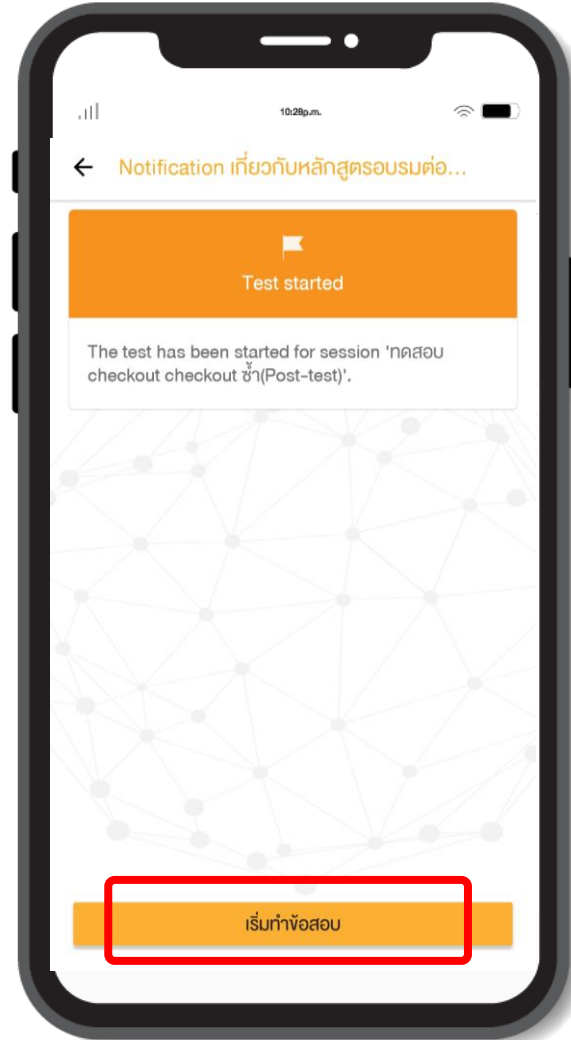 10:28p.m.
Notification เกี่ยวกับหลักสูตรอบรมต่อ...
Test started
The test has been started for session 'ทดสอบ
checkout checkout ซ้ำ(Post-test)'.
เริ่มทำข้อสอบ